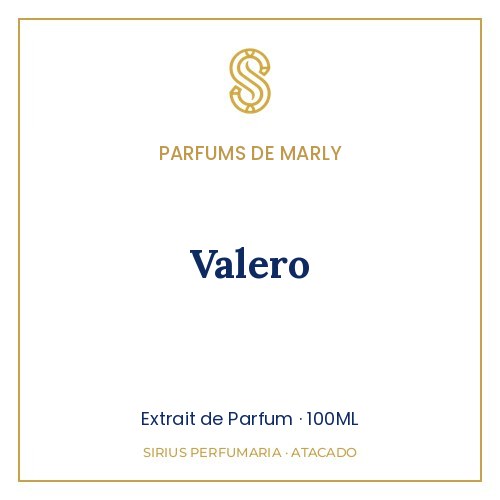 PARFUMS DE MARLY
Valero
Extrait de Parfum · 100ML
SIRIUS PERFUMARIA · ATACADO